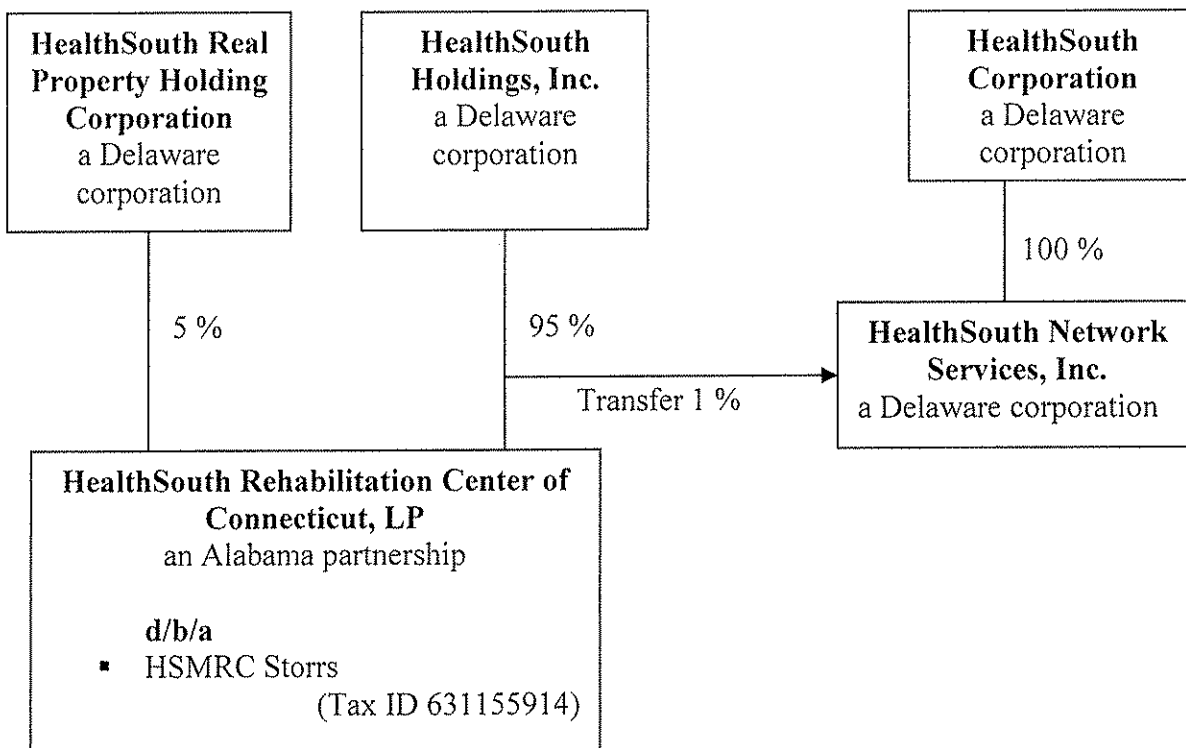 HealthSouth Real
Property Holding
Corporation
a Delaware
corporation
HealthSouth
Holdings, Inc.
a Delaware
corporation
HealthSouth
Corporation
a Delaware
corporation
5 %
95 %
100 %
Transfer 1 %
HealthSouth Network
Services, Inc.
a Delaware corporation
HealthSouth Rehabilitation Center of
Connecticut, LP
an Alabama partnership
d/b/a
▪ HSMRC Storrs
(Tax ID 631155914)